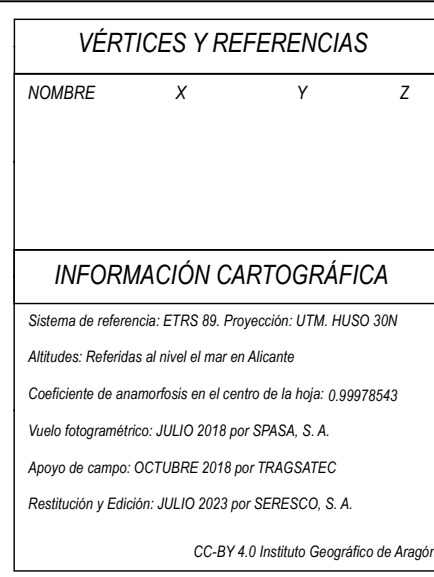 VÉRTICES Y REFERENCIAS
NOMBRE X Y Z
INFORMACIÓN CARTOGRÁFICA
Sistema de referencia: ETRS 89. Proyección: UTM. HUSO 30N
Altitudes: Referidas al nivel el mar en Alicante
Coeficiente de anamorfosis en el centro de la hoja: 0.99978543
Vuelo fotogramétrico: JULIO 2018 por SPASA, S. A.
Apoyo de campo: OCTUBRE 2018 por TRAGSATEC
Restitución y Edición: JULIO 2023 por SERESCO, S. A.
CC-BY 4.0 Instituto Geográfico de Aragón